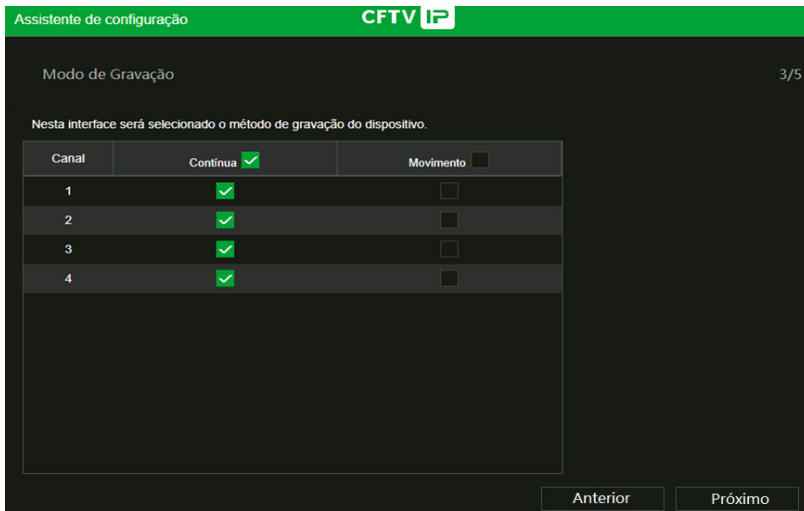 Assistente de configuração
CFTV IP
Modo de Gravação 3/5
Nesta interface será selecionado o método de gravação do dispositivo.
Canal Contínua Movimento
1
2
3
4
Anterior Próximo